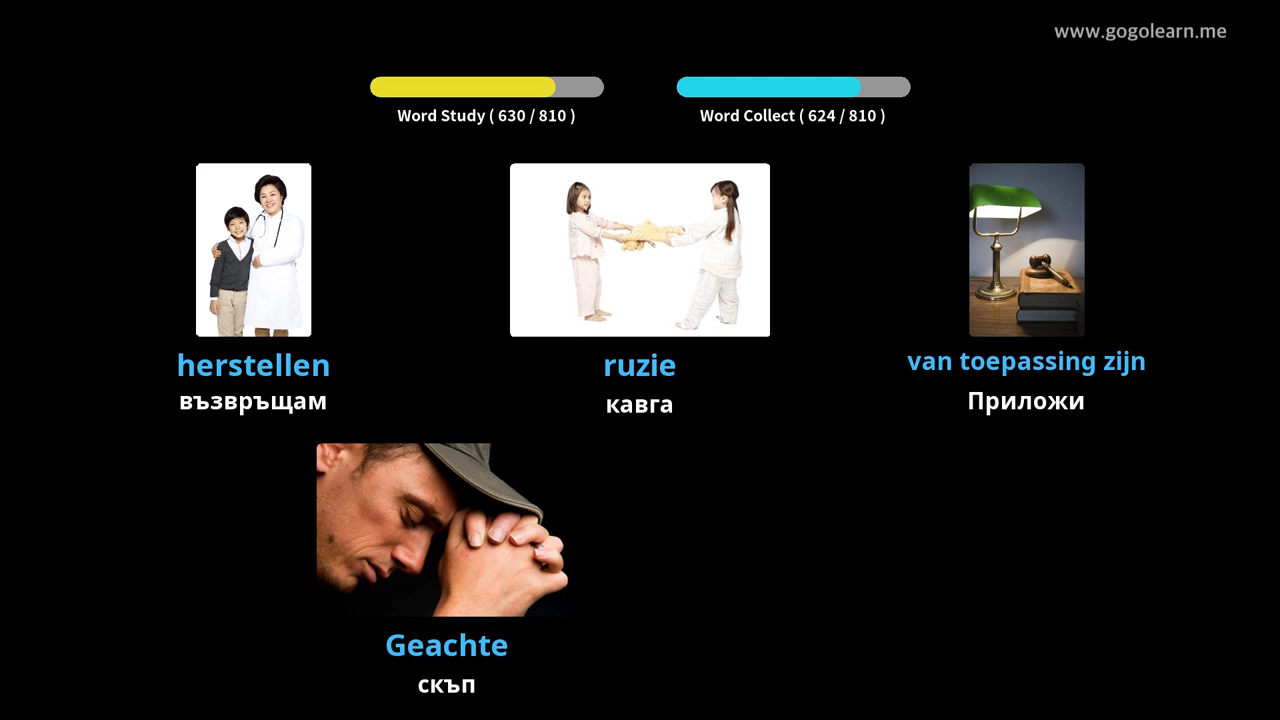 www.gogolearn.me
Word Study ( 630 / 810 )
Word Collect ( 624 / 810 )
herstellen
възвръщам
ruzie
кавга
van toepassing zijn
Приложи
Geachte
скъп